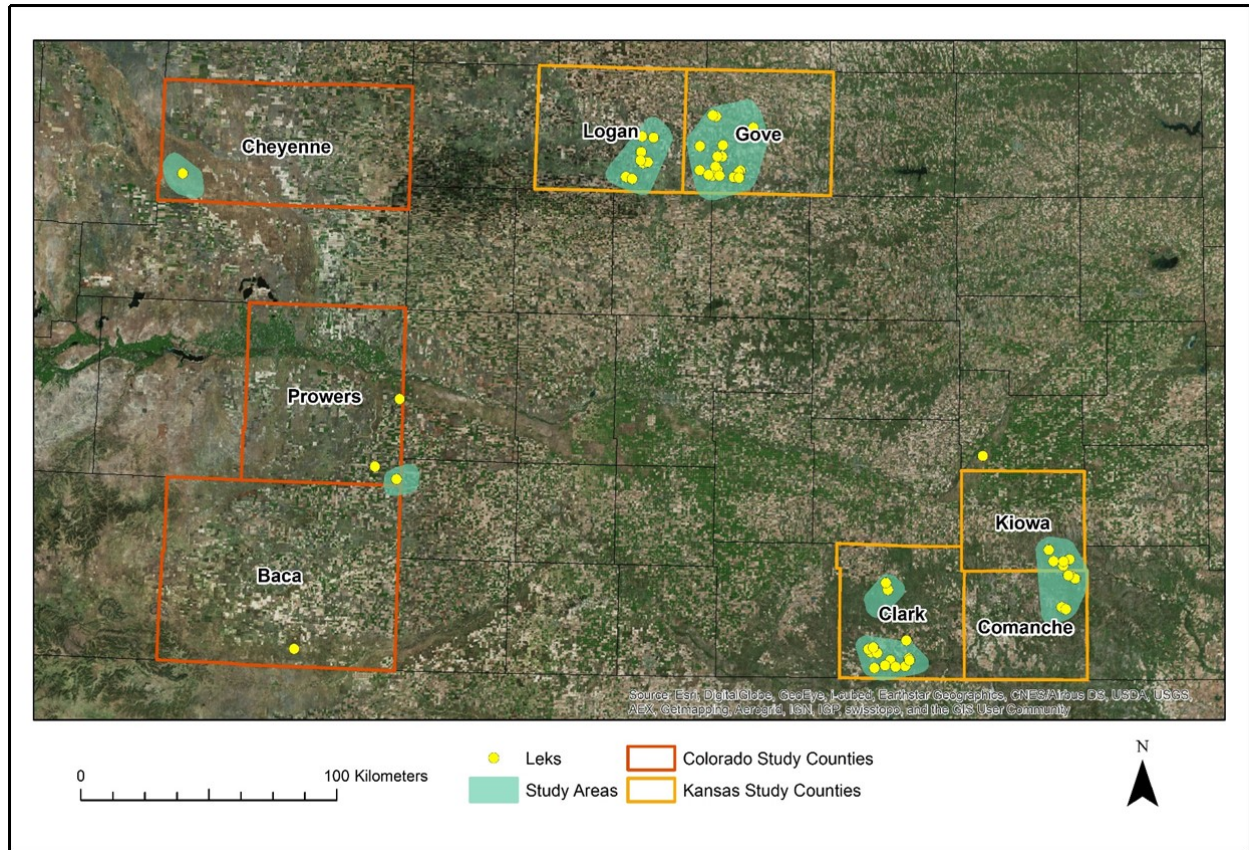 Cheyenne
Logan
Gove
Prowers
Baca
Kiowa
Clark
Comanche
Source: Esri, DigitalGlobe, GeoEye, i-cubed, Earthstar Geographics, CNES/Airbus DS, USDA, USGS,
AEX, Getmapping, Aerogrid, IGN, IGP, swisstopo, and the GIS User Community
0 100 Kilometers
Leks
Study Areas
Colorado Study Counties
Kansas Study Counties
N